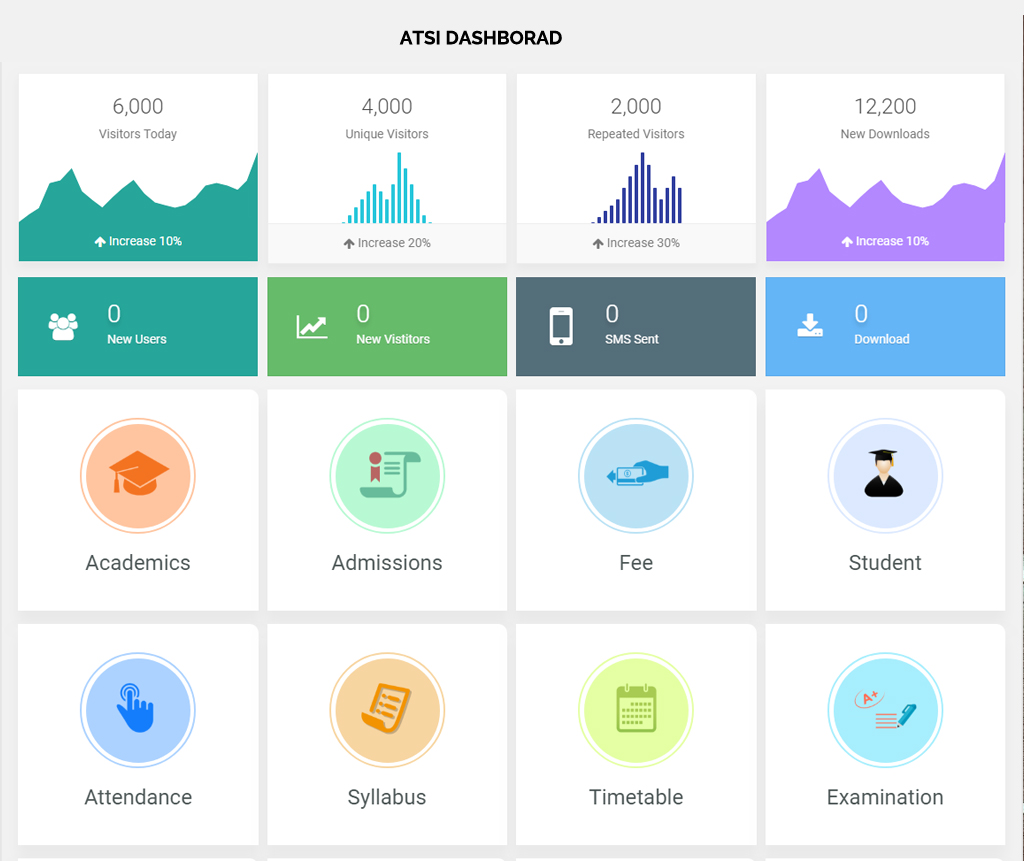 ATSI DASHBORAD
6,000
Visitors Today
Increase 10%
4,000
Unique Visitors
Increase 20%
2,000
Repeated Visitors
Increase 30%
12,200
New Downloads
Increase 10%
0
New Users
0
New Vistitors
0
SMS Sent
0
Download
Academics
Admissions
Fee
Student
Attendance
Syllabus
Timetable
A+
Examination